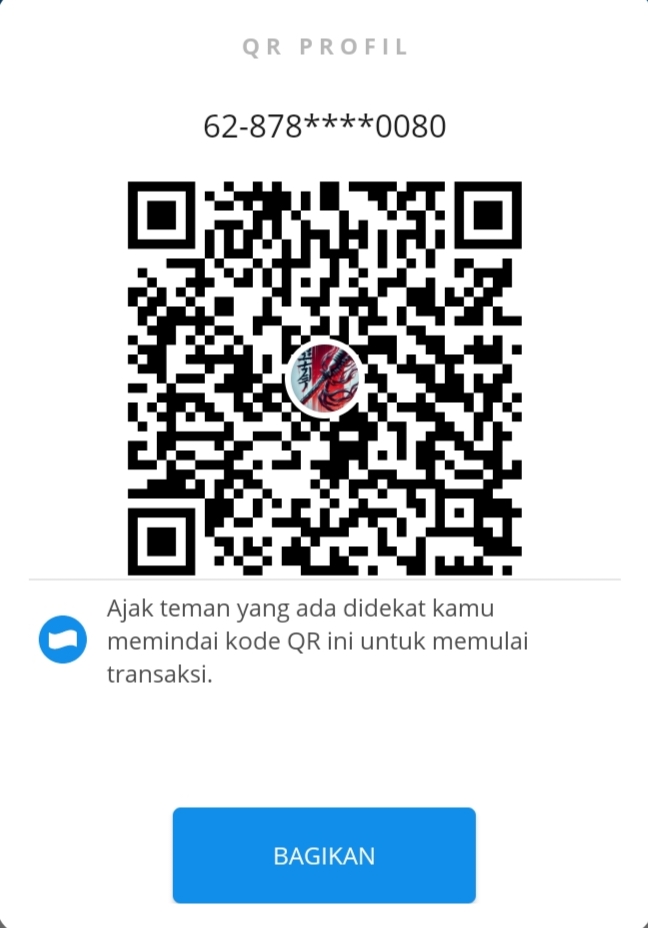 QR PROFIL
62-878****0080
Ajak teman yang ada didekat kamu
memindai kode QR ini untuk memulai
transaksi.
BAGIKAN